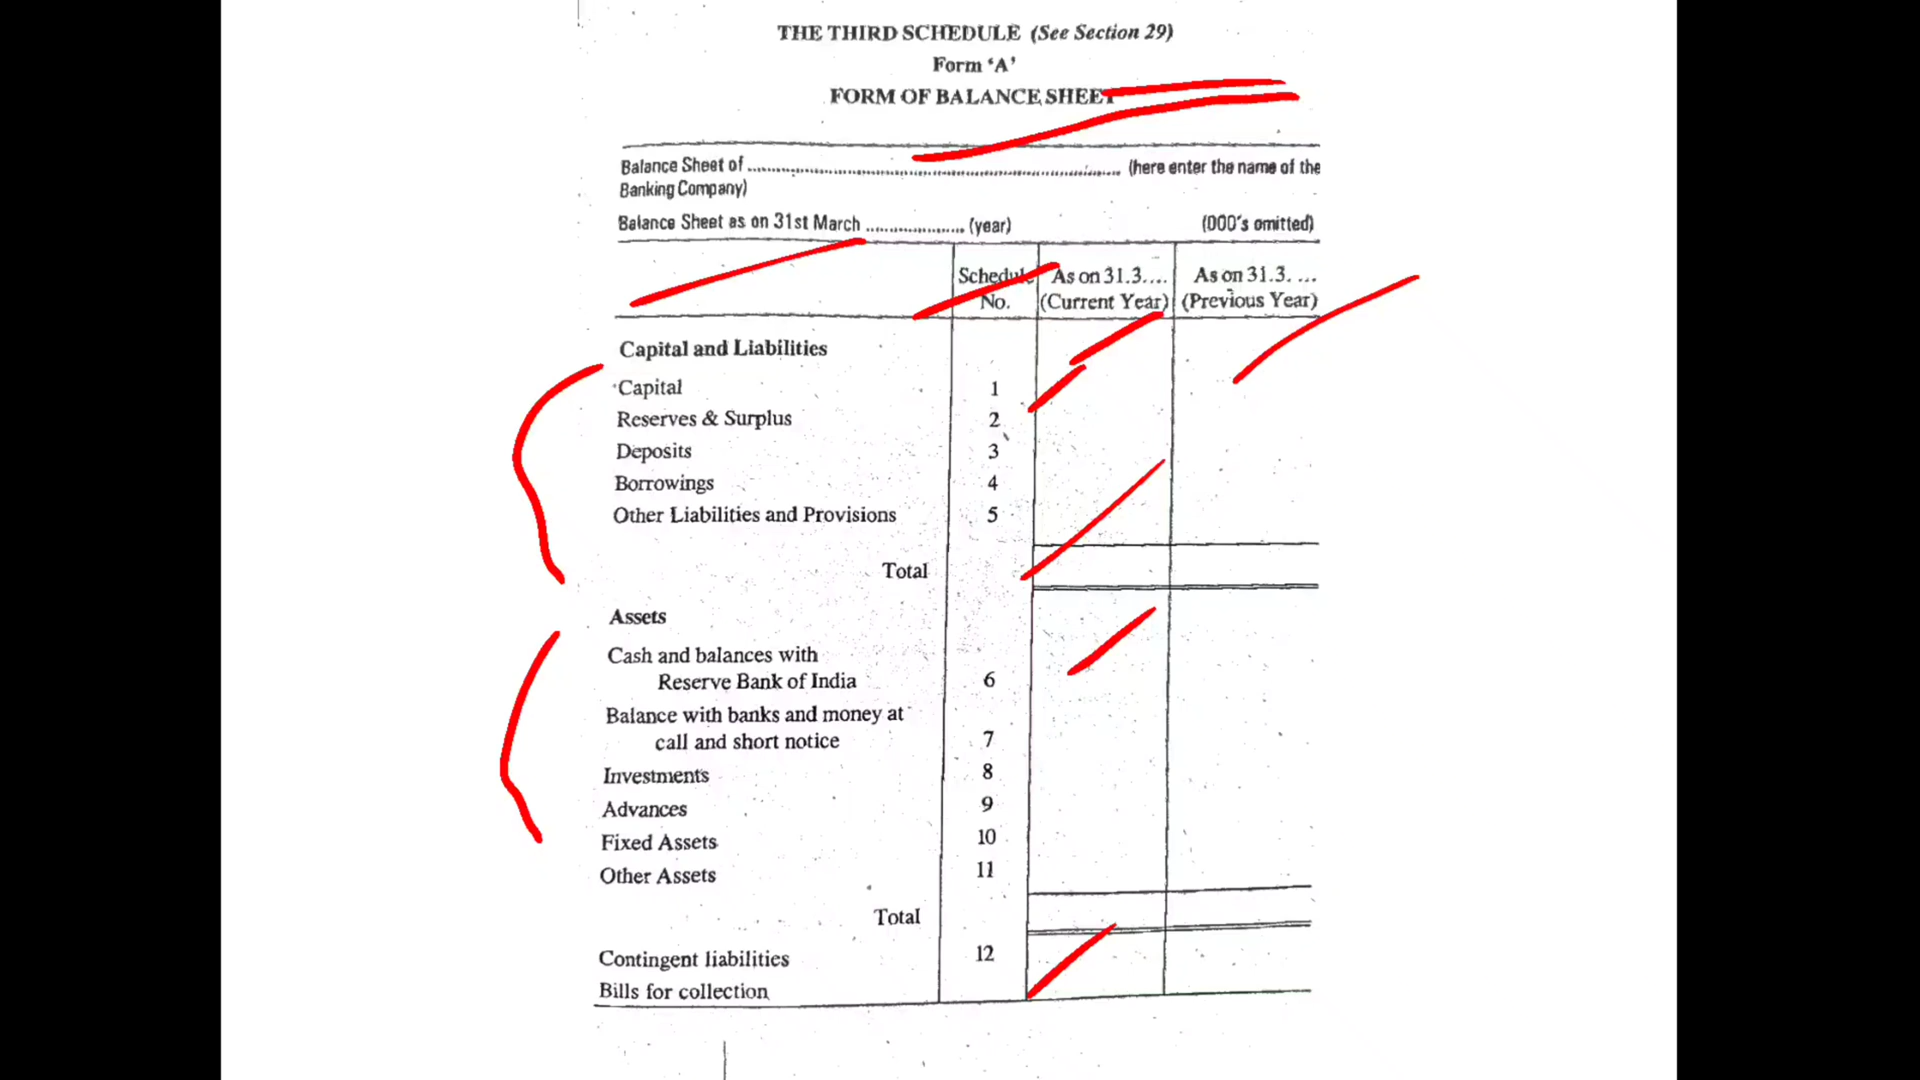 THE THIRD SCHEDULE (See Section 29)
Form ‘A’
FORM OF BALANCE SHEET
Balance Sheet of .................... (here enter the name of the
Banking Company)
Balance Sheet as on 31st March .................... (year) (000's omitted)
Schedule As on 31.3.... As on 31.3. ...
No. (Current Year) (Previous Year)
Capital and Liabilities
Capital 1
Reserves & Surplus 2
Deposits 3
Borrowings 4
Other Liabilities and Provisions 5
Total
Assets
Cash and balances with
Reserve Bank of India 6
Balance with banks and money at
call and short notice 7
Investments 8
Advances 9
Fixed Assets 10
Other Assets 11
Total
Contingent liabilities 12
Bills for collection